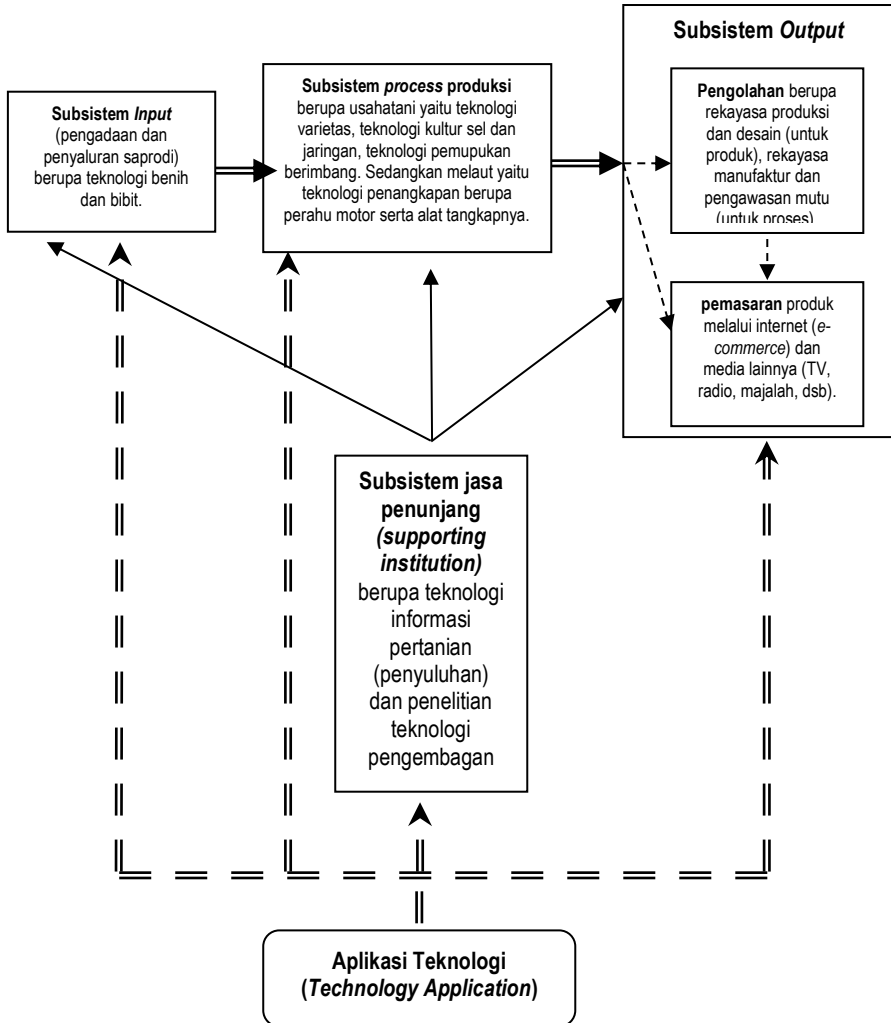 Subsistem Input
(pengadaan dan
penyaluran saprodi)
berupa teknologi benih
dan bibit.
Subsistem process produksi
berupa usahatani yaitu teknologi
varietas, teknologi kultur sel dan
jaringan, teknologi pemupukan
berimbang. Sedangkan melaut yaitu
teknologi penangkapan berupa
perahu motor serta alat tangkapnya.
Subsistem Output
Pengolahan berupa
rekayasa produksi
dan desain (untuk
produk), rekayasa
manufaktur dan
pengawasan mutu
(untuk proses)
pemasaran produk
melalui internet (e-
commerce) dan
media lainnya (TV,
radio, majalah, dsb).
Subsistem jasa
penunjang
(supporting
institution)
berupa teknologi
informasi
pertanian
(penyuluhan)
dan penelitian
teknologi
pengembagan
Aplikasi Teknologi
(Technology Application)